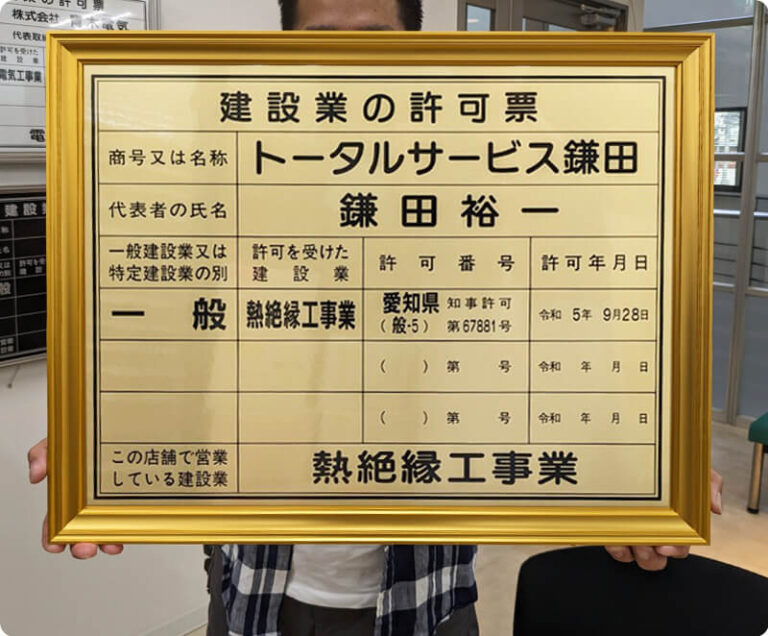 建設業の許可票
商号又は名称 トータルサービス鎌田
代表者の氏名 鎌田裕一
一般建設業又は特定建設業の別 許可を受けた建設業 許可番号 許可年月日
一般 熱絶縁工事業 愛知県知事許可(般-5)第67881号 令和5年9月28日
( )第 号 令和 年 月 日
( )第 号 令和 年 月 日
この店舗で営業している建設業 熱絶縁工事業
の許可票
株式会社
代表取
電気工事業
電
建設